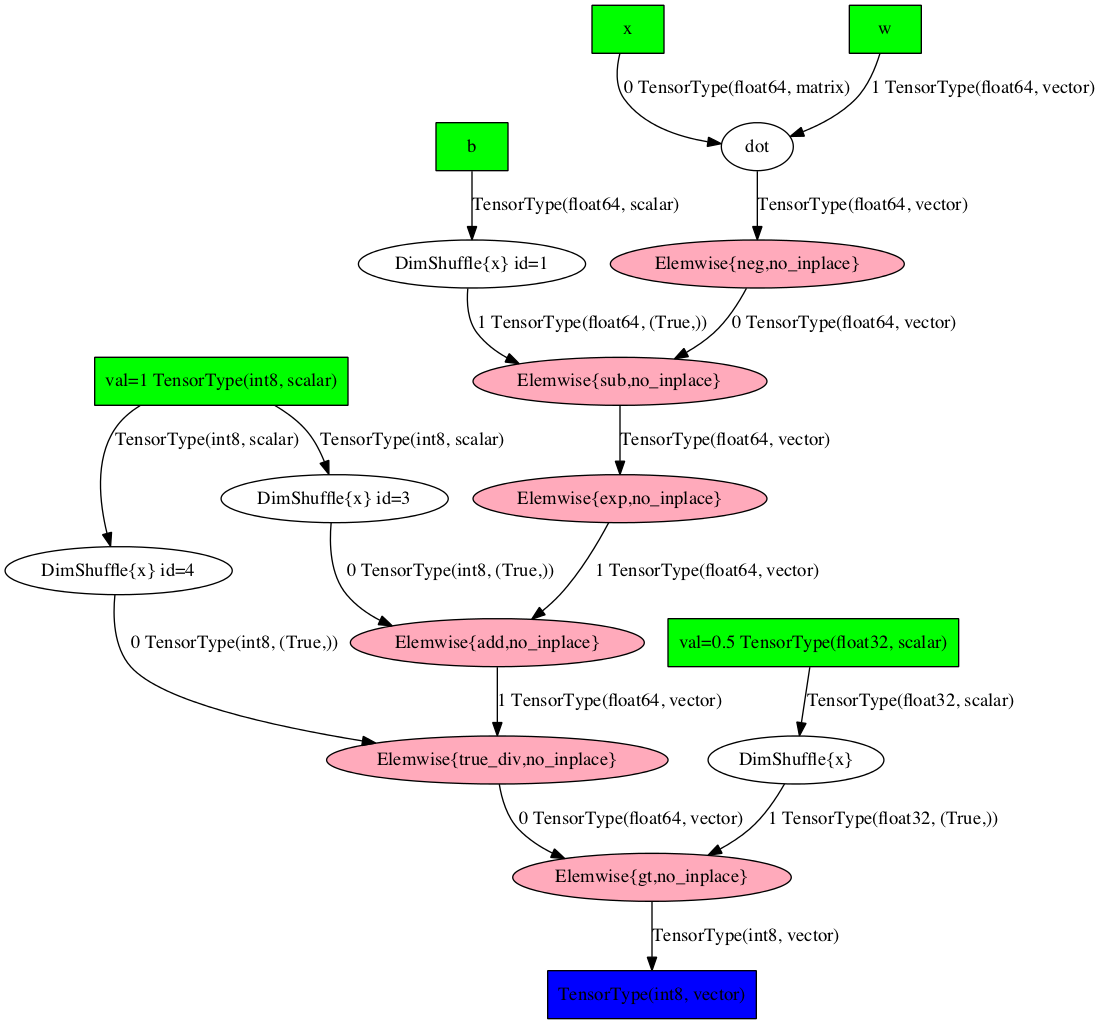 x
w
0 TensorType(float64, matrix)
1 TensorType(float64, vector)
b
dot
TensorType(float64, scalar)
TensorType(float64, vector)
DimShuffle{x} id=1
Elemwise{neg,no_inplace}
1 TensorType(float64, (True,))
0 TensorType(float64, vector)
val=1 TensorType(int8, scalar)
Elemwise{sub,no_inplace}
TensorType(int8, scalar)
TensorType(int8, scalar)
TensorType(float64, vector)
DimShuffle{x} id=3
Elemwise{exp,no_inplace}
DimShuffle{x} id=4
0 TensorType(int8, (True,))
1 TensorType(float64, vector)
0 TensorType(int8, (True,))
Elemwise{add,no_inplace}
val=0.5 TensorType(float32, scalar)
1 TensorType(float64, vector)
TensorType(float32, scalar)
Elemwise{true_div,no_inplace}
DimShuffle{x}
0 TensorType(float64, vector)
1 TensorType(float32, (True,))
Elemwise{gt,no_inplace}
TensorType(int8, vector)
TensorType(int8, vector)